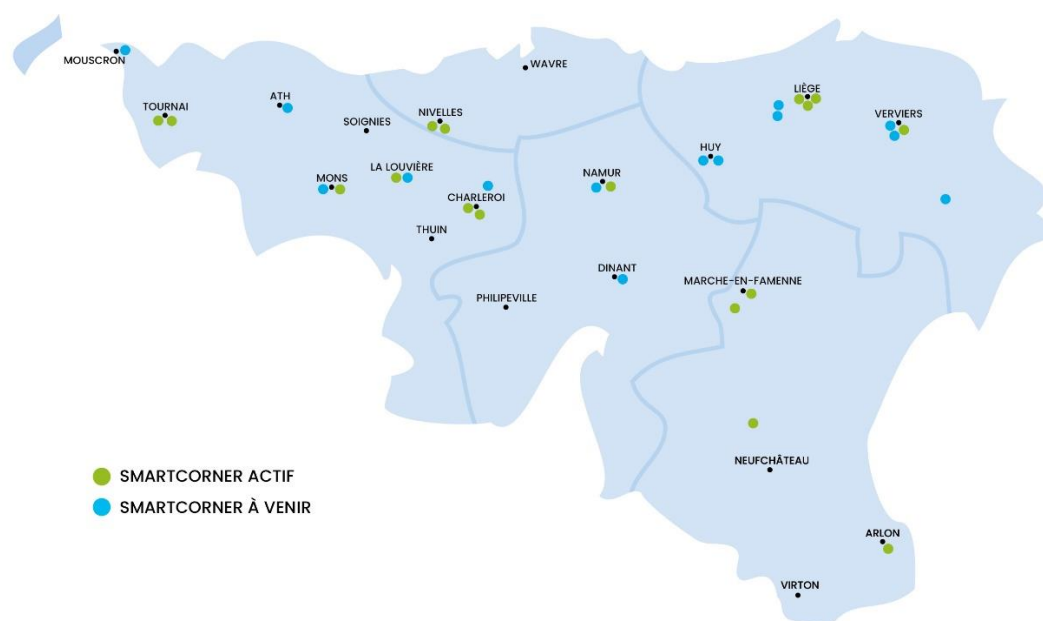 WAVRE
MOUSCRON
LIÈGE
ATH
TOURNAI
NIVELLES
VERVIERS
SOIGNIES
HUY
LA LOUVIÈRE
NAMUR
MONS
CHARLEROI
THUIN
DINANT
MARCHE-EN-FAMENNE
PHILIPEVILLE
NEUFCHÂTEAU
SMARTCORNER ACTIF
SMARTCORNER À VENIR
ARLON
VIRTON